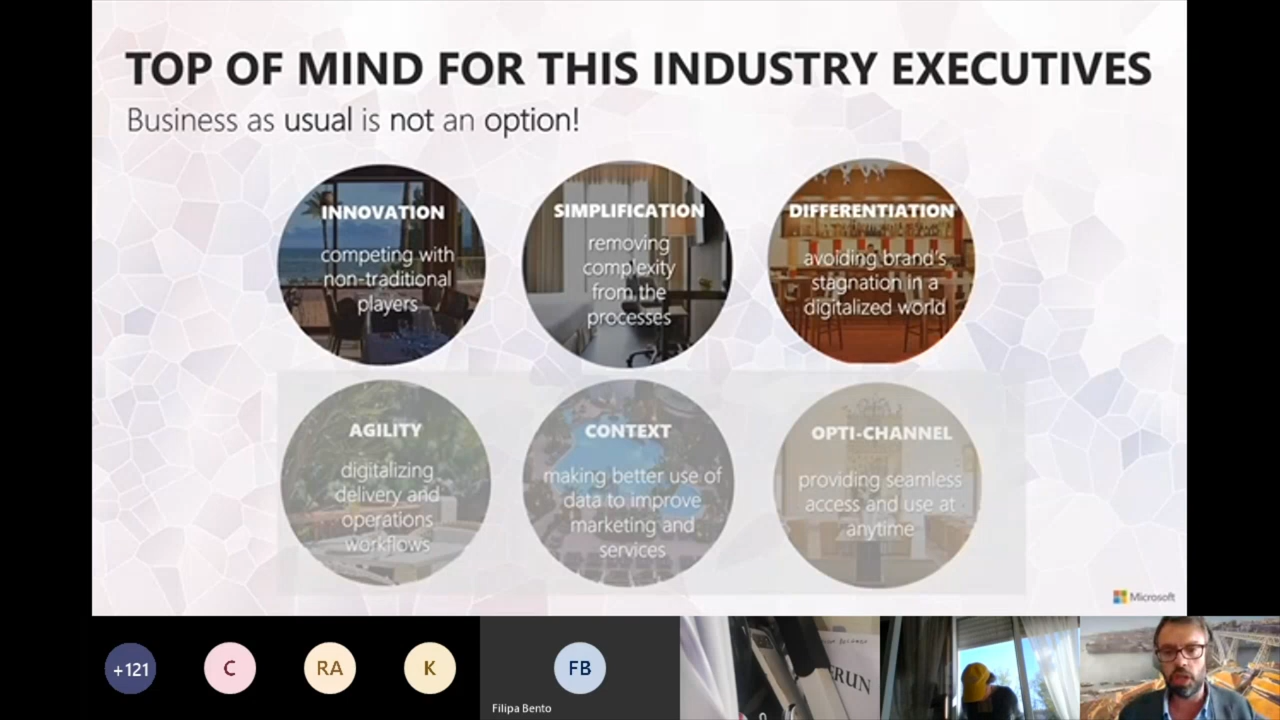 TOP OF MIND FOR THIS INDUSTRY EXECUTIVES
Business as usual is not an option!
INNOVATION
competing with
non-traditional
players
SIMPLIFICATION
removing
complexity
from the
processes
DIFFERENTIATION
avoiding brand's
stagnation in a
digitalized world
AGILITY
digitalizing
delivery and
operations
workflows
CONTEXT
making better use of
data to improve
marketing and
services
OPTI-CHANNEL
providing seamless
access and use at
anytime
Microsoft
+121
C
RA
K
FB
Filipa Bento